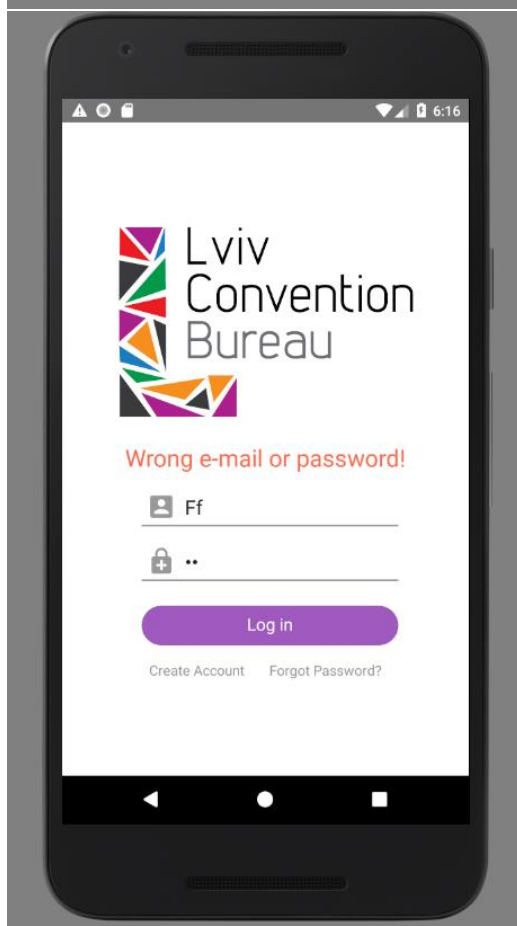 6:16
Lviv
Convention
Bureau
Wrong e-mail or password!
Ff
••
Log in
Create Account Forgot Password?